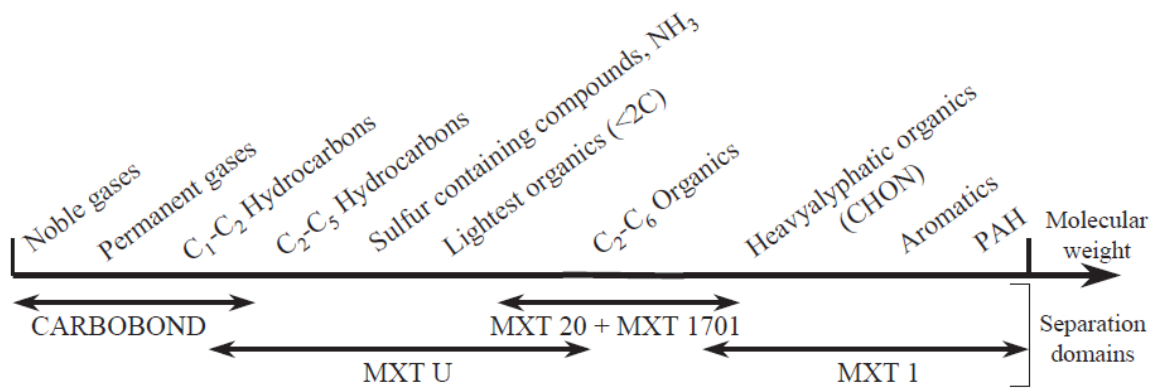 Noble gases
Permanent gases
C₁-C₂ Hydrocarbons
C₂-C₅ Hydrocarbons
Sulfur containing compounds, NH₃
Lightest organics (<2C)
C₂-C₆ Organics
Heavyalyphatic organics
(CHON)
Aromatics
PAH
Molecular
weight
CARBOBOND
MXT 20 + MXT 1701
MXT U
MXT 1
Separation
domains